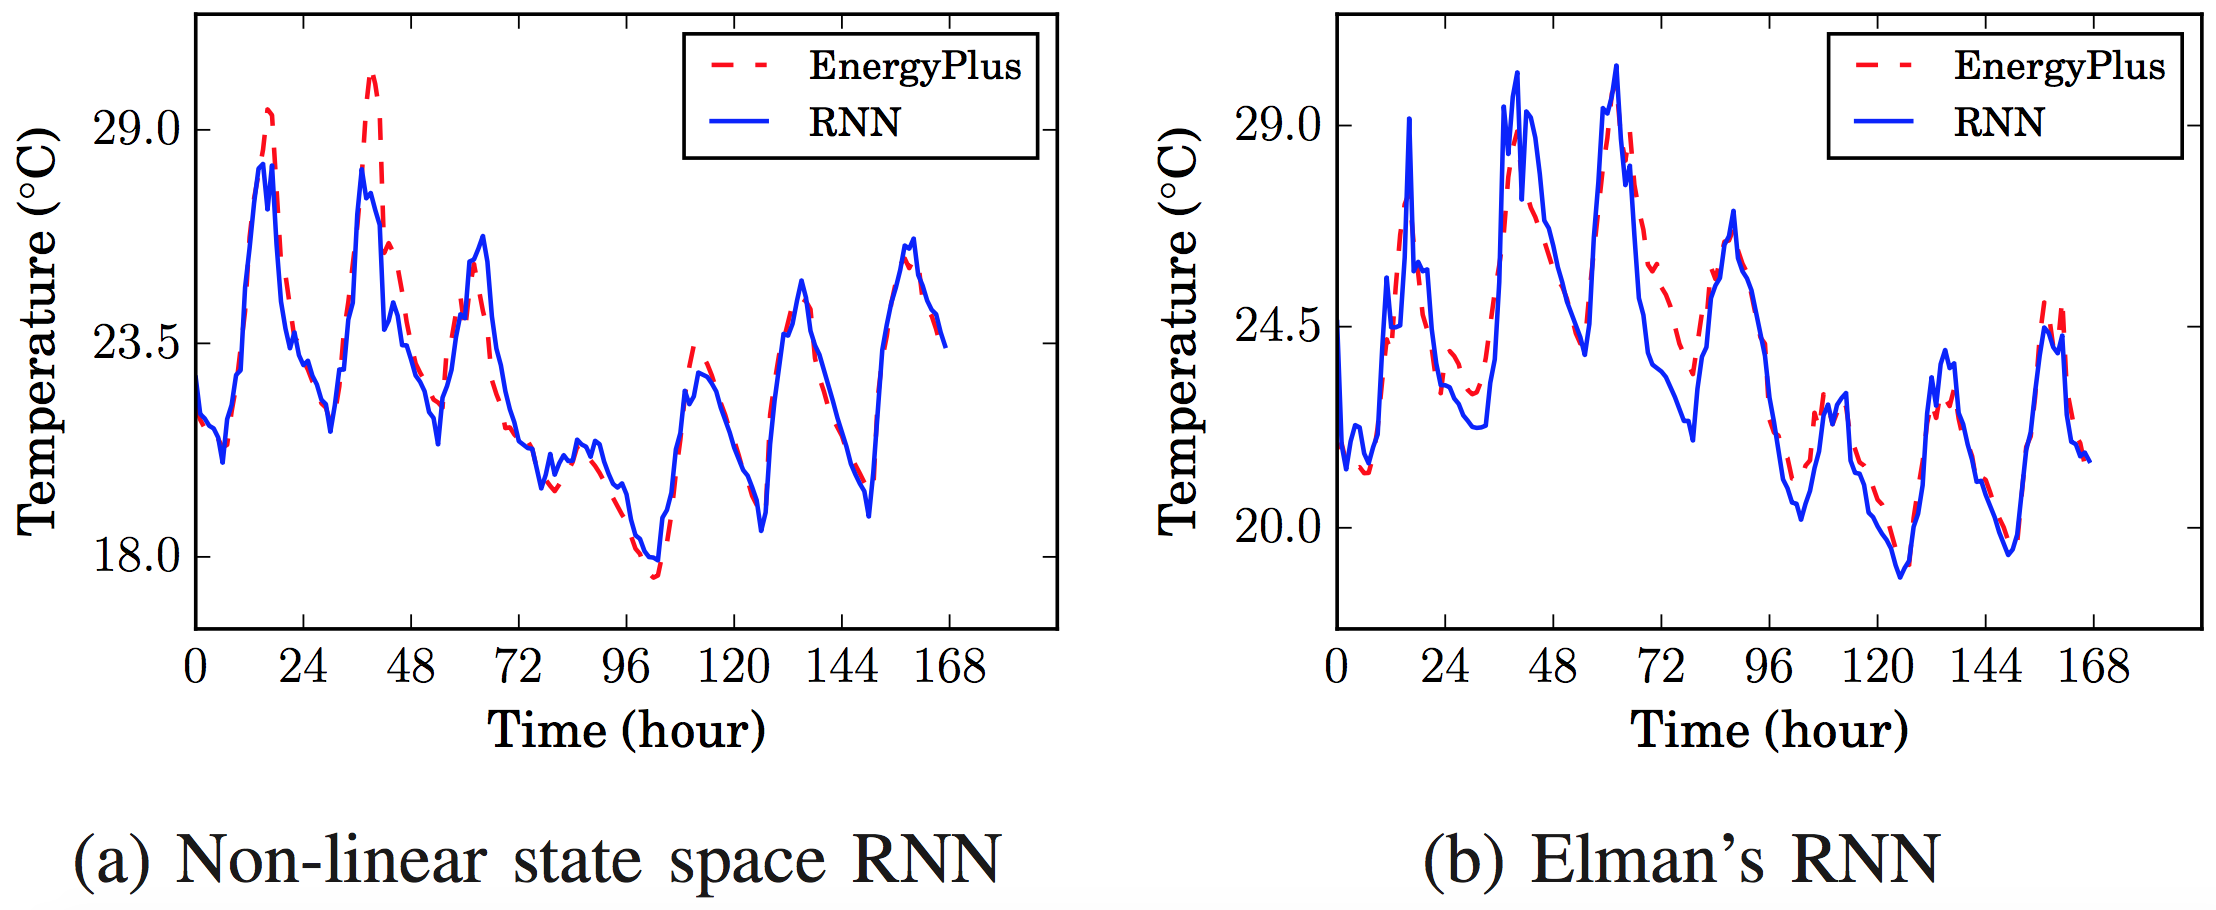 EnergyPlus
RNN
29.0
23.5
18.0
Temperature (°C)
0 24 48 72 96 120 144 168
Time (hour)
(a) Non-linear state space RNN
EnergyPlus
RNN
29.0
24.5
20.0
Temperature (°C)
0 24 48 72 96 120 144 168
Time (hour)
(b) Elman's RNN